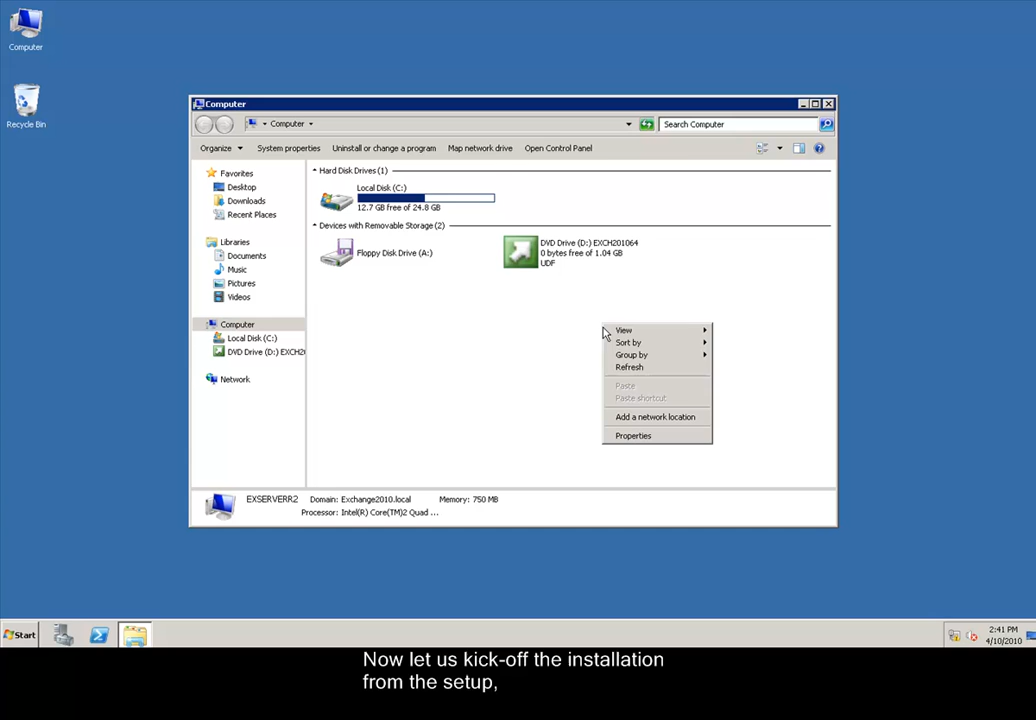 Computer
Recycle Bin
Computer
Computer
Search Computer
Organize
System properties
Uninstall or change a program
Map network drive
Open Control Panel
Favorites
Desktop
Downloads
Recent Places
Libraries
Documents
Music
Pictures
Videos
Computer
Local Disk (C:)
DVD Drive (D:) EXCH20
Network
Hard Disk Drives (1)
Local Disk (C:)
12.7 GB free of 24.8 GB
Devices with Removable Storage (2)
Floppy Disk Drive (A:)
DVD Drive (D:) EXCH201064
0 bytes free of 1.04 GB
UDF
View
Sort by
Group by
Refresh
Paste
Paste shortcut
Add a network location
Properties
EXSERVERR2 Domain: Exchange2010.local Memory: 750 MB
Processor: Intel(R) Core(TM)2 Quad ...
Start
2:41 PM
4/10/2010
Now let us kick-off the installation
from the setup,